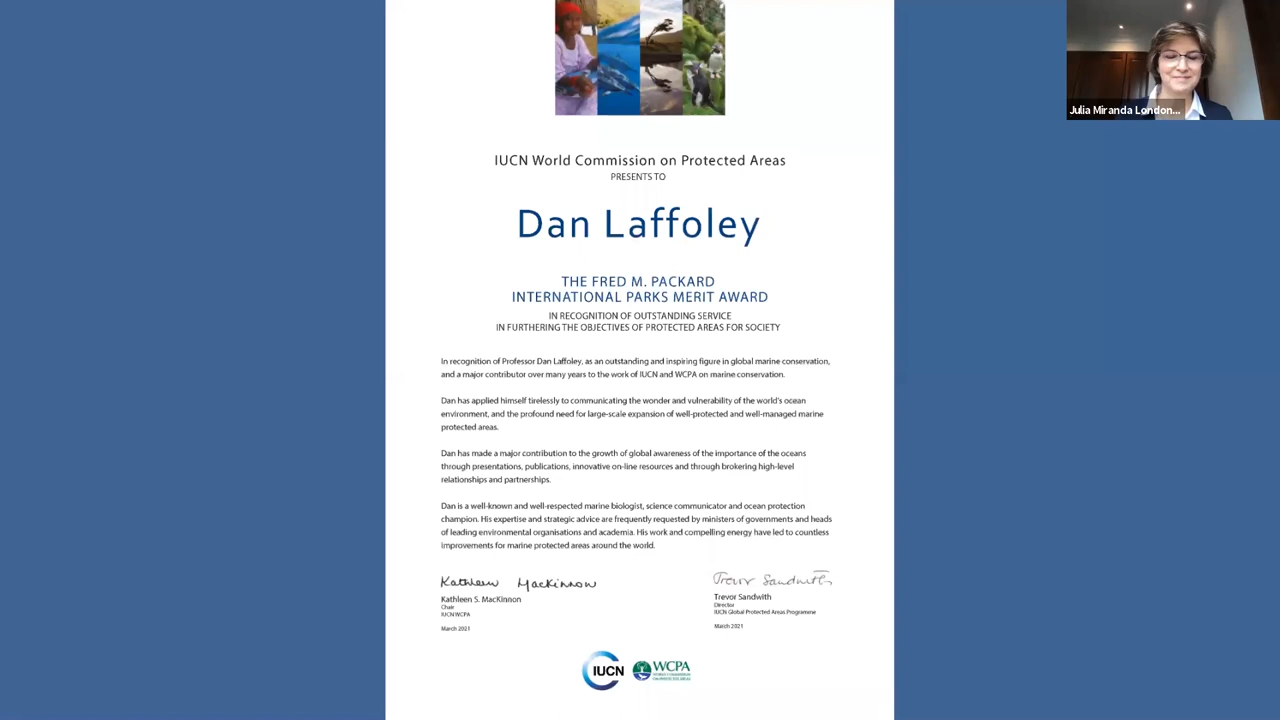 Julia Miranda London...
IUCN World Commission on Protected Areas
PRESENTS TO
Dan Laffoley
THE FRED M. PACKARD
INTERNATIONAL PARKS MERIT AWARD
IN RECOGNITION OF OUTSTANDING SERVICE
IN FURTHERING THE OBJECTIVES OF PROTECTED AREAS FOR SOCIETY
In recognition of Professor Dan Laffoley, as an outstanding and inspiring figure in global marine conservation,
and a major contributor over many years to the work of IUCN and WCPA on marine conservation.
Dan has applied himself tirelessly to communicating the wonder and vulnerability of the world's ocean
environment, and the profound need for large-scale expansion of well-protected and well-managed marine
protected areas.
Dan has made a major contribution to the growth of global awareness of the importance of the oceans
through presentations, publications, innovative on-line resources and through brokering high-level
relationships and partnerships.
Dan is a well-known and well-respected marine biologist, science communicator and ocean protection
champion. His expertise and strategic advice are frequently requested by ministers of governments and heads
of leading environmental organisations and academia. His work and compelling energy have led to countless
improvements for marine protected areas around the world.
Kathleen Mackinnon
Kathleen S. MacKinnon
Chair
IUCN WCPA
March 2021
Trevor Sandwith
Trevor Sandwith
Director
IUCN Global Protected Areas Programme
March 2021
IUCN
WCPA
WORLD COMMISSION
ON PROTECTED AREAS